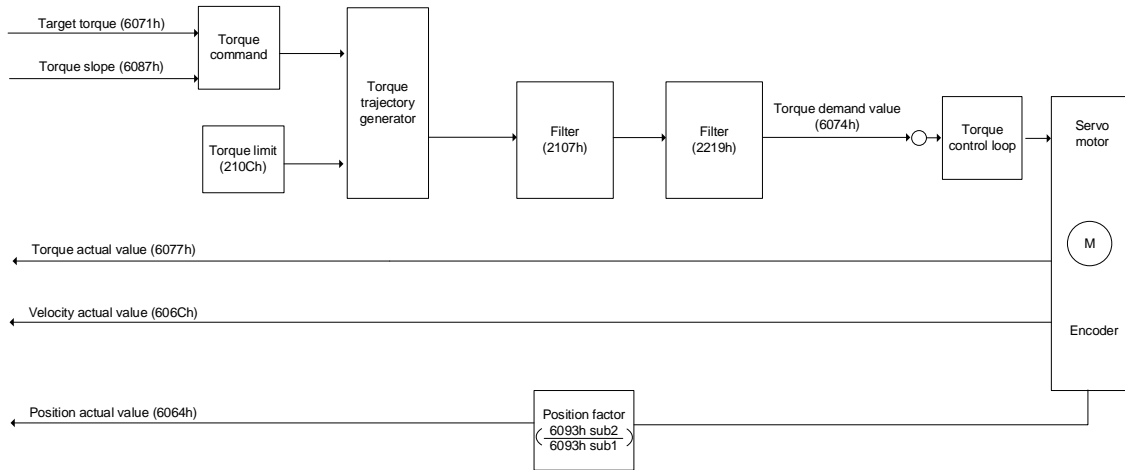 Target torque (6071h)
Torque slope (6087h)
Torque
command
Torque limit
(210Ch)
Torque
trajectory
generator
Filter
(2107h)
Filter
(2219h)
Torque demand value
(6074h)
Torque
control loop
Servo
motor
M
Encoder
Torque actual value (6077h)
Velocity actual value (606Ch)
Position actual value (6064h)
Position factor
( 6093h sub2
6093h sub1 )